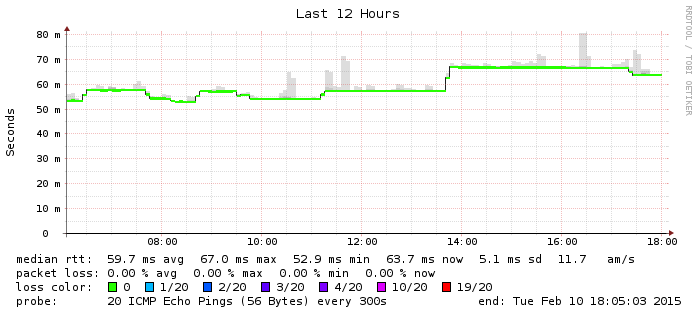 Last 12 Hours
RRDTOOL / TOBI OETIKER
Seconds
80 m
70 m
60 m
50 m
40 m
30 m
20 m
10 m
0
08:00 10:00 12:00 14:00 16:00 18:00
median rtt: 59.7 ms avg 67.0 ms max 52.9 ms min 63.7 ms now 5.1 ms sd 11.7 am/s
packet loss: 0.00 % avg 0.00 % max 0.00 % min 0.00 % now
loss color: 0 1/20 2/20 3/20 4/20 10/20 19/20
probe: 20 ICMP Echo Pings (56 Bytes) every 300s end: Tue Feb 10 18:05:03 2015